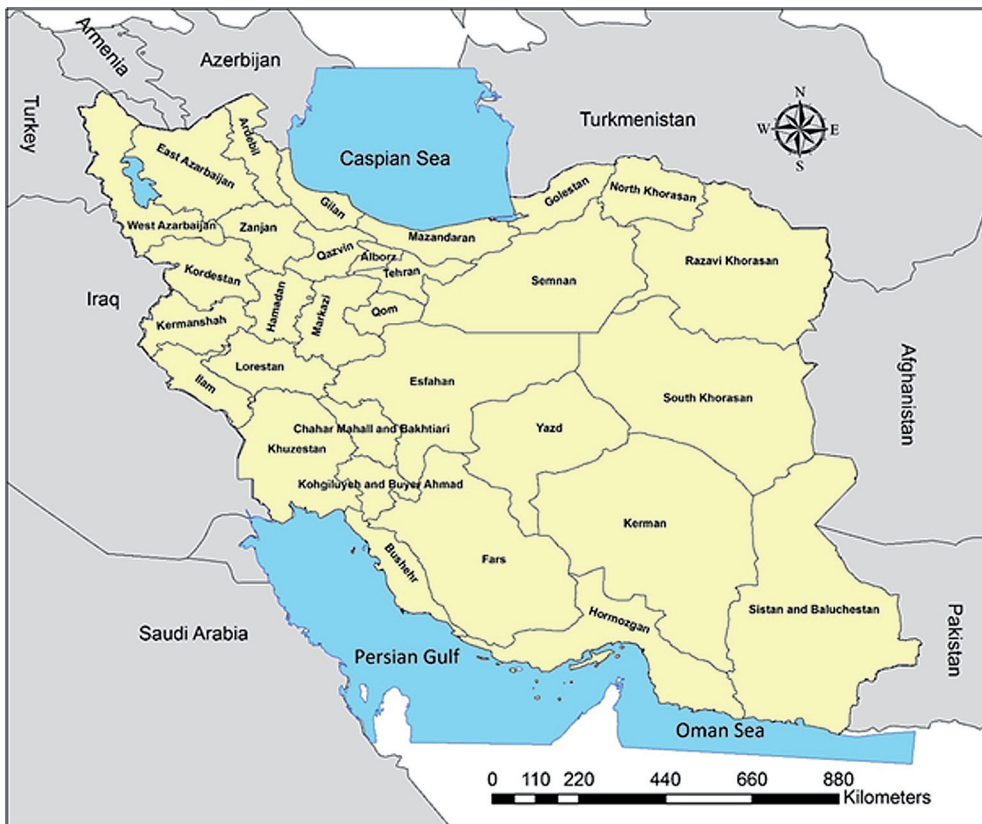 Armenia
Azerbijan
Turkey
Turkmenistan
N
W
E
S
Caspian Sea
Ardebil
East Azarbaijan
Golestan
North Khorasan
Gilan
West Azarbaijan
Zanjan
Mazandaran
Qazvin
Alborz
Razavi Khorasan
Tehran
Kordestan
Semnan
Iraq
Hamadan
Markazi
Qom
Kermanshah
Lorestan
Ilam
Esfahan
Afghanistan
South Khorasan
Chahar Mahall and Bakhtiari
Yazd
Khuzestan
Kohgiluyeh and Buyer Ahmad
Kerman
Bushehr
Fars
Sistan and Baluchestan
Hormozgan
Saudi Arabia
Pakistan
Persian Gulf
Oman Sea
0 110 220 440 660 880
Kilometers